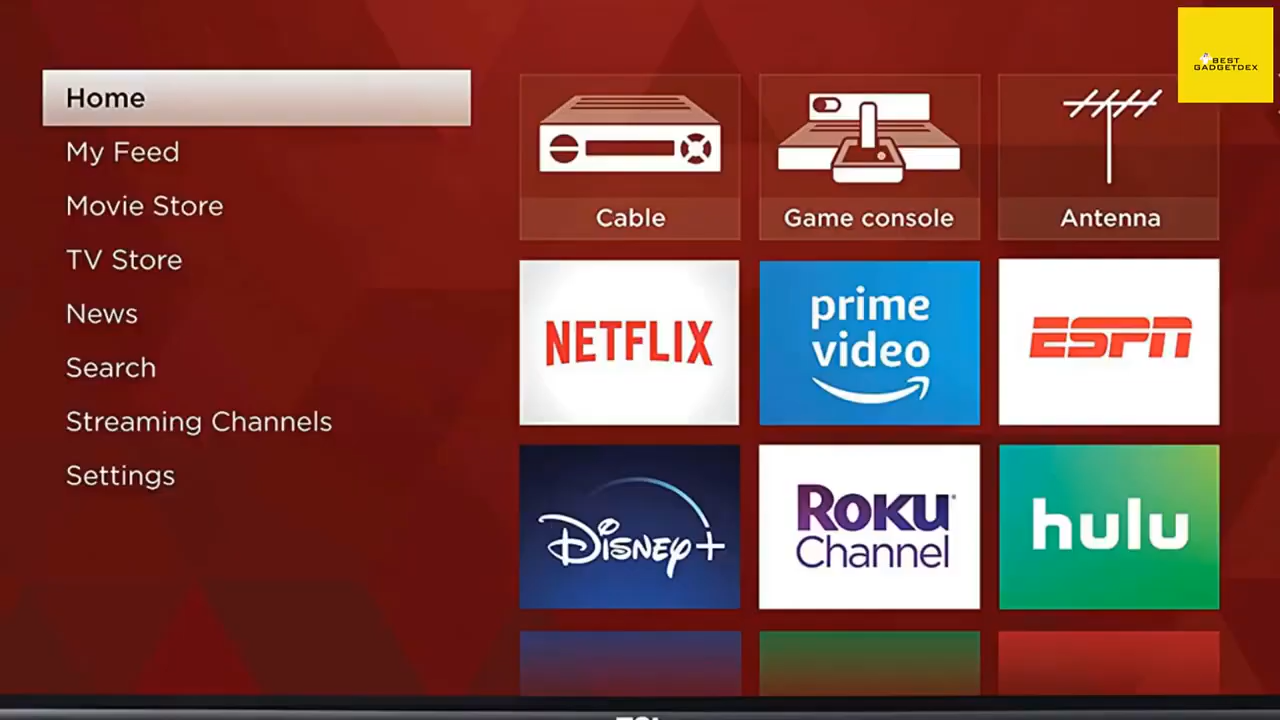 BEST
GADGETDEX
Home
My Feed
Movie Store
TV Store
News
Search
Streaming Channels
Settings
Cable
Game console
Antenna
NETFLIX
prime
video
ESPN
Disney+
Roku
Channel
hulu